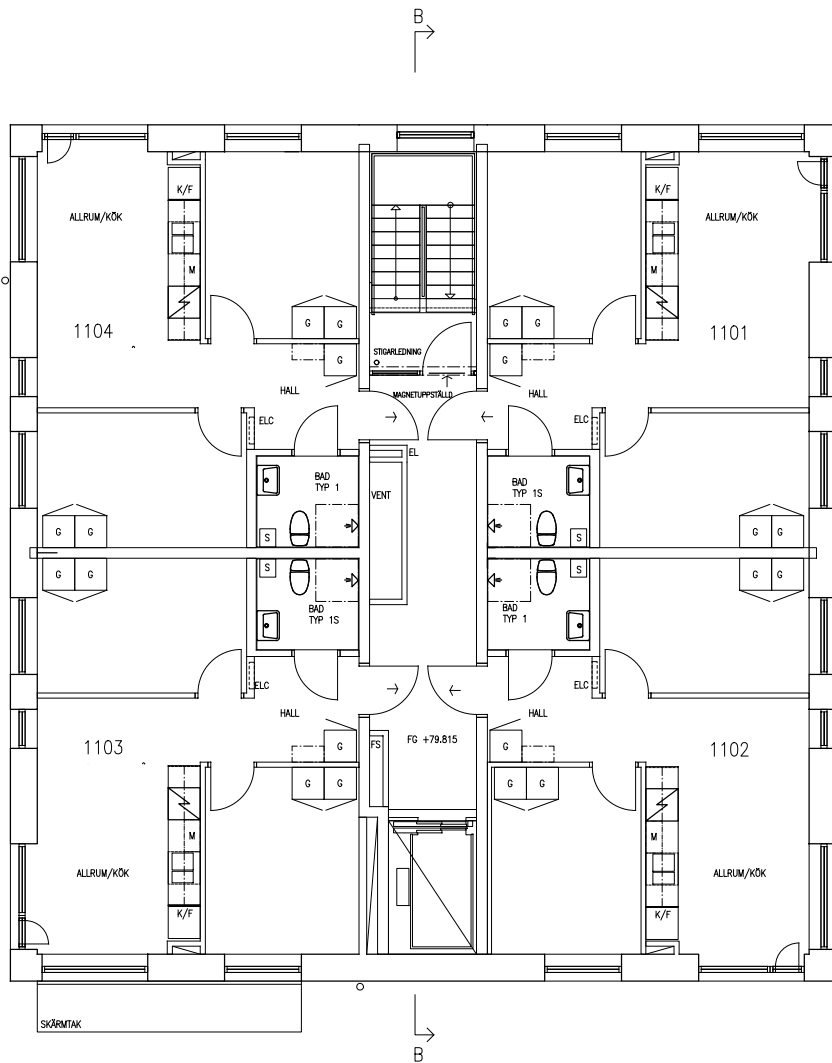 B
K/F
K/F
ALLRUM/KÖK
ALLRUM/KÖK
M
M
G
G
G
G
1104
1101
STIGARLEDNING
G
G
HALL
MAGNETUPPSTÄLLD
HALL
ELC
ELC
EL
BAD
TYP 1
BAD
TYP 1S
VENT
G
G
S
S
G
G
G
G
S
S
G
G
BAD
TYP 1S
BAD
TYP 1
ELC
ELC
HALL
HALL
1103
G
FS
FG +79.815
G
1102
G
G
G
G
M
M
ALLRUM/KÖK
ALLRUM/KÖK
K/F
K/F
SKÄRMTAK
B